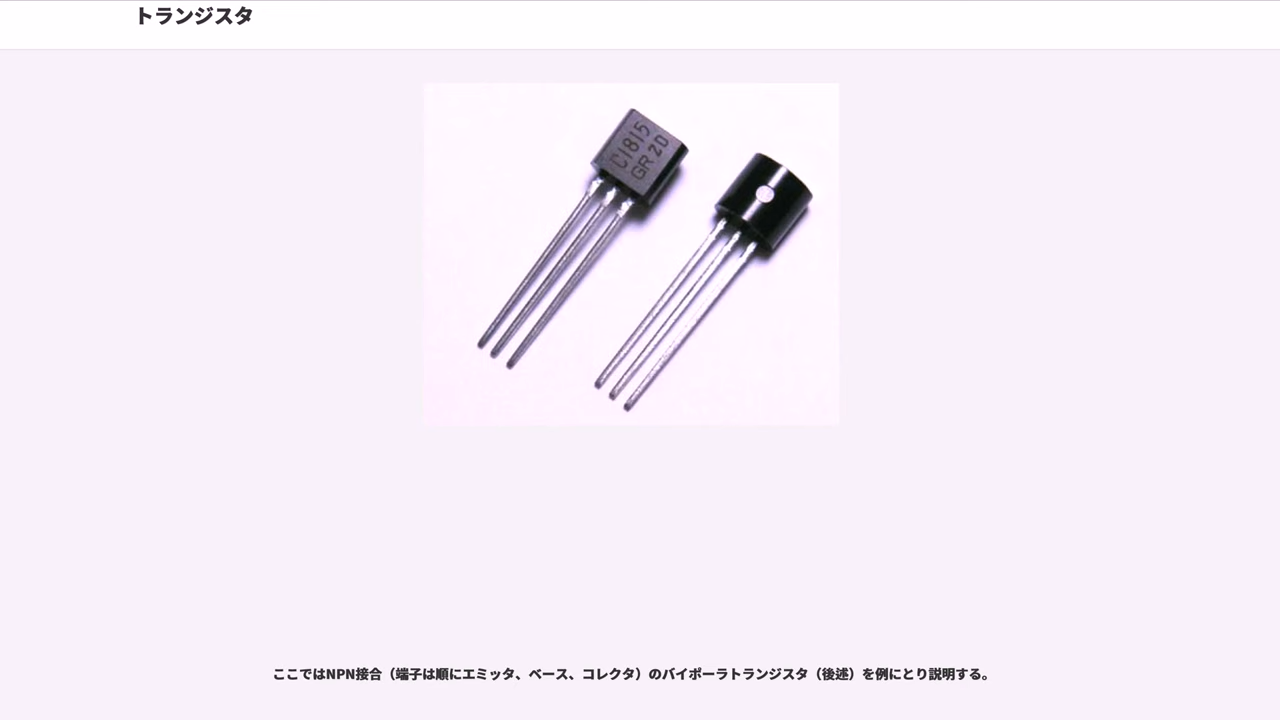 トランジスタ
C1815
GR 20
ここではNPN接合（端子は順にエミッタ、ベース、コレクタ）のバイポーラトランジスタ（後述）を例にとり説明する。